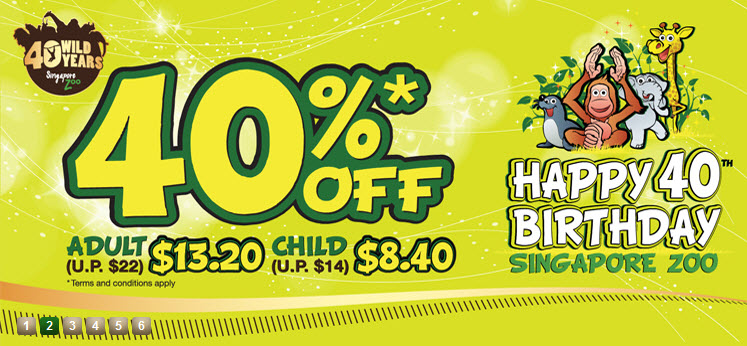 40 WILD
YEARS
Singapore
Zoo
40%*
OFF
ADULT $13.20 CHILD $8.40
(U.P. $22) (U.P. $14)
*Terms and conditions apply
HAPPY 40TH
BIRTHDAY
SINGAPORE ZOO
1 2 3 4 5 6